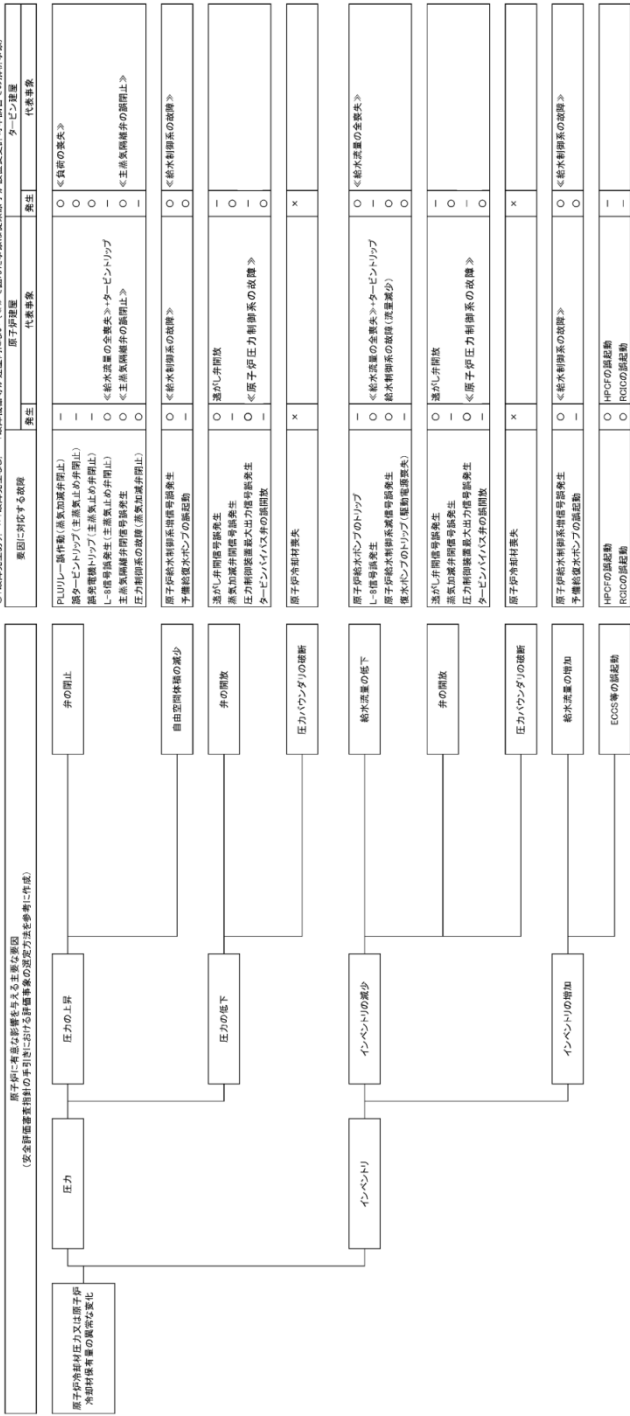 原子炉に有意な影響を与える主要な要因
(安全評価審査指針の手引きにおける評価事象の選定方法を参考に作成)
要因に対応する故障
原子炉建屋
タービン建屋
発生
代表事象
発生
代表事象
原子炉冷却材圧力又は原子炉
冷却材保有量の異常な変化
圧力
圧力の上昇
弁の閉止
PLUリレー誤作動(蒸気加減弁閉止) － ○ ≪負荷の喪失≫
誤タービントリップ(主蒸気止め弁閉止) － ○
誤発電機トリップ(主蒸気止め弁閉止) － ○
L-8信号誤発生(主蒸気止め弁閉止) ○ ≪給水流量の全喪失≫+タービントリップ －
主蒸気隔離弁閉信号誤発生 ○ ≪主蒸気隔離弁の誤閉止≫ ○ ≪主蒸気隔離弁の誤閉止≫
圧力制御系の故障(蒸気加減弁閉止) ○ －
自由空間体積の減少
原子炉給水制御系増信号誤発生 ○ ≪給水制御系の故障≫ ○ ≪給水制御系の故障≫
予備給復水ポンプの誤起動 － ○
圧力の低下
弁の開放
逃がし弁開信号誤発生 ○ 逃がし弁開放 －
蒸気加減弁開信号誤発生 － ○
圧力制御装置最大出力信号誤発生 ○ ≪原子炉圧力制御系の故障≫ －
タービンバイパス弁の誤開放 － ○
圧力バウンダリの破断
原子炉冷却材喪失 × ×
インベントリ
インベントリの減少
給水流量の低下
原子炉給水ポンプのトリップ － ○ ≪給水流量の全喪失≫
L-8信号誤発生 ○ ≪給水流量の全喪失≫+タービントリップ －
原子炉給水制御系減信号誤発生 ○ 給水制御系の故障(流量減少) ○
復水ポンプのトリップ(駆動電源喪失) － ○
弁の開放
逃がし弁開信号誤発生 ○ 逃がし弁開放 －
蒸気加減弁開信号誤発生 － ○
圧力制御装置最大出力信号誤発生 ○ ≪原子炉圧力制御系の故障≫ －
タービンバイパス弁の誤開放 － ○
圧力バウンダリの破断
原子炉冷却材喪失 × ×
インベントリの増加
給水流量の増加
原子炉給水制御系増信号誤発生 ○ ≪給水制御系の故障≫ ○ ≪給水制御系の故障≫
予備給復水ポンプの誤起動 － ○
ECCS等の誤起動
HPCFの誤起動 ○ HPCFの誤起動 －
RCICの誤起動 ○ RCICの誤起動 －